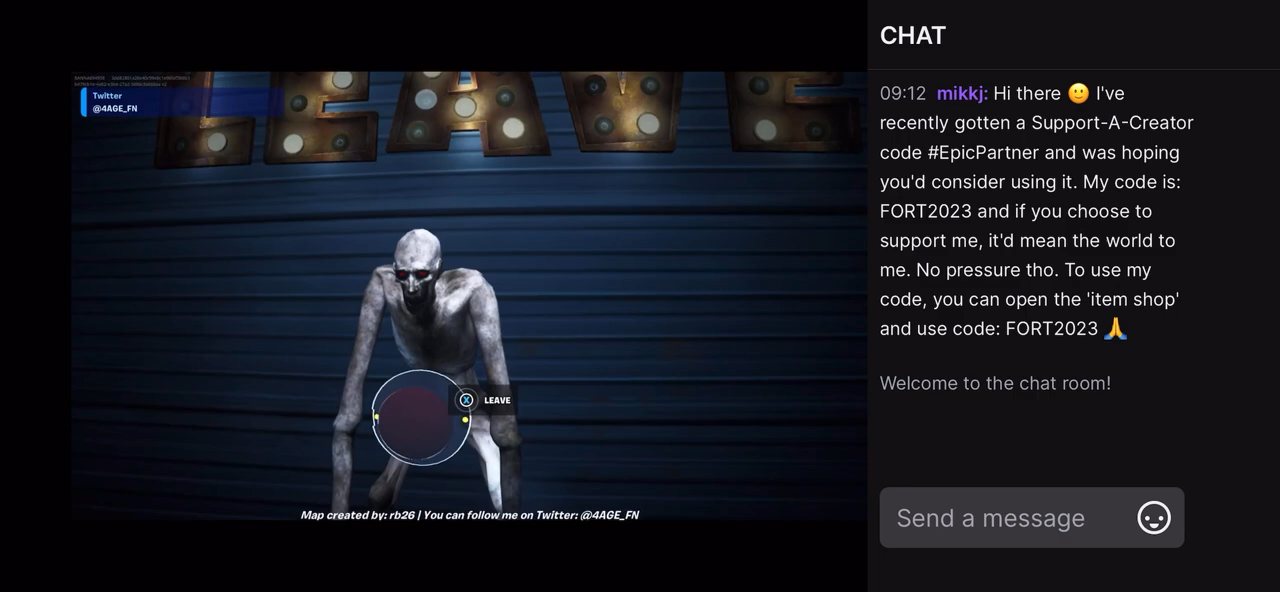 LEAVE
Twitter
@4AGE_FN
X LEAVE
Map created by: rb26 | You can follow me on Twitter: @4AGE_FN
CHAT
09:12 mikkj: Hi there 🙂 I've
recently gotten a Support-A-Creator
code #EpicPartner and was hoping
you'd consider using it. My code is:
FORT2023 and if you choose to
support me, it'd mean the world to
me. No pressure tho. To use my
code, you can open the 'item shop'
and use code: FORT2023 🙏
Welcome to the chat room!
Send a message